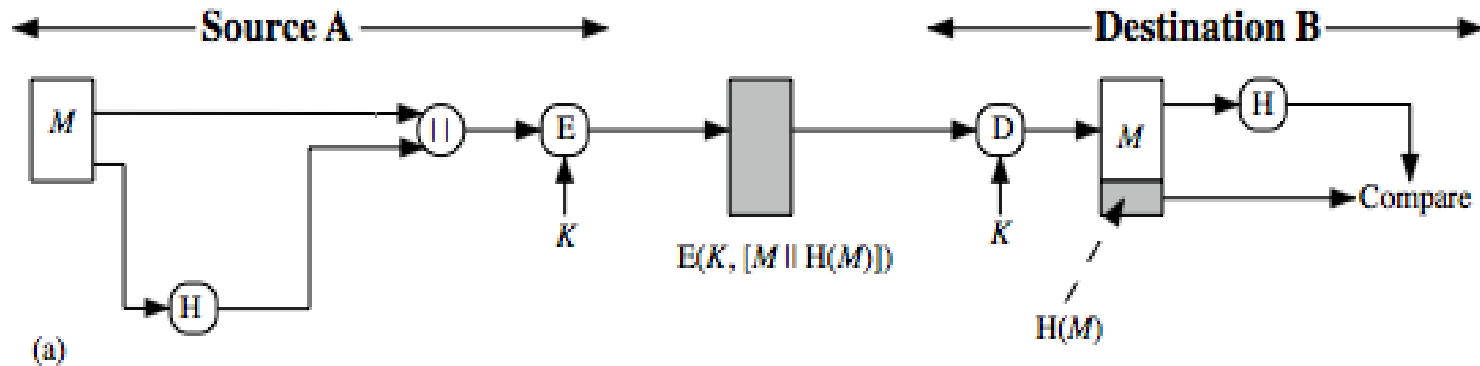 Source A
Destination B
M
||
E
D
M
H
K
K
Compare
E(K, [M || H(M)])
H
H(M)
(a)